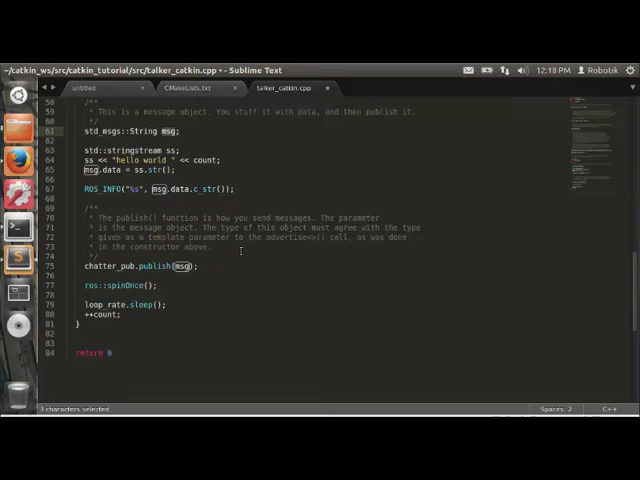 ~/catkin_ws/src/catkin_tutorial/src/talker_catkin.cpp • - Sublime Text
12:18 PM
Robotik
untitled
CMakeLists.txt
talker_catkin.cpp
58 /**
59 * This is a message object. You stuff it with data, and then publish it.
60 */
61 std_msgs::String msg;
62
63 std::stringstream ss;
64 ss << "hello world " << count;
65 msg.data = ss.str();
66
67 ROS_INFO("%s", msg.data.c_str());
68
69 /**
70 * The publish() function is how you send messages. The parameter
71 * is the message object. The type of this object must agree with the type
72 * given as a template parameter to the advertise<>() call, as was done
73 * in the constructor above.
74 */
75 chatter_pub.publish(msg);
76
77 ros::spinOnce();
78
79 loop_rate.sleep();
80 ++count;
81 }
82
83
84 return 0
3 characters selected
Spaces: 2
C++